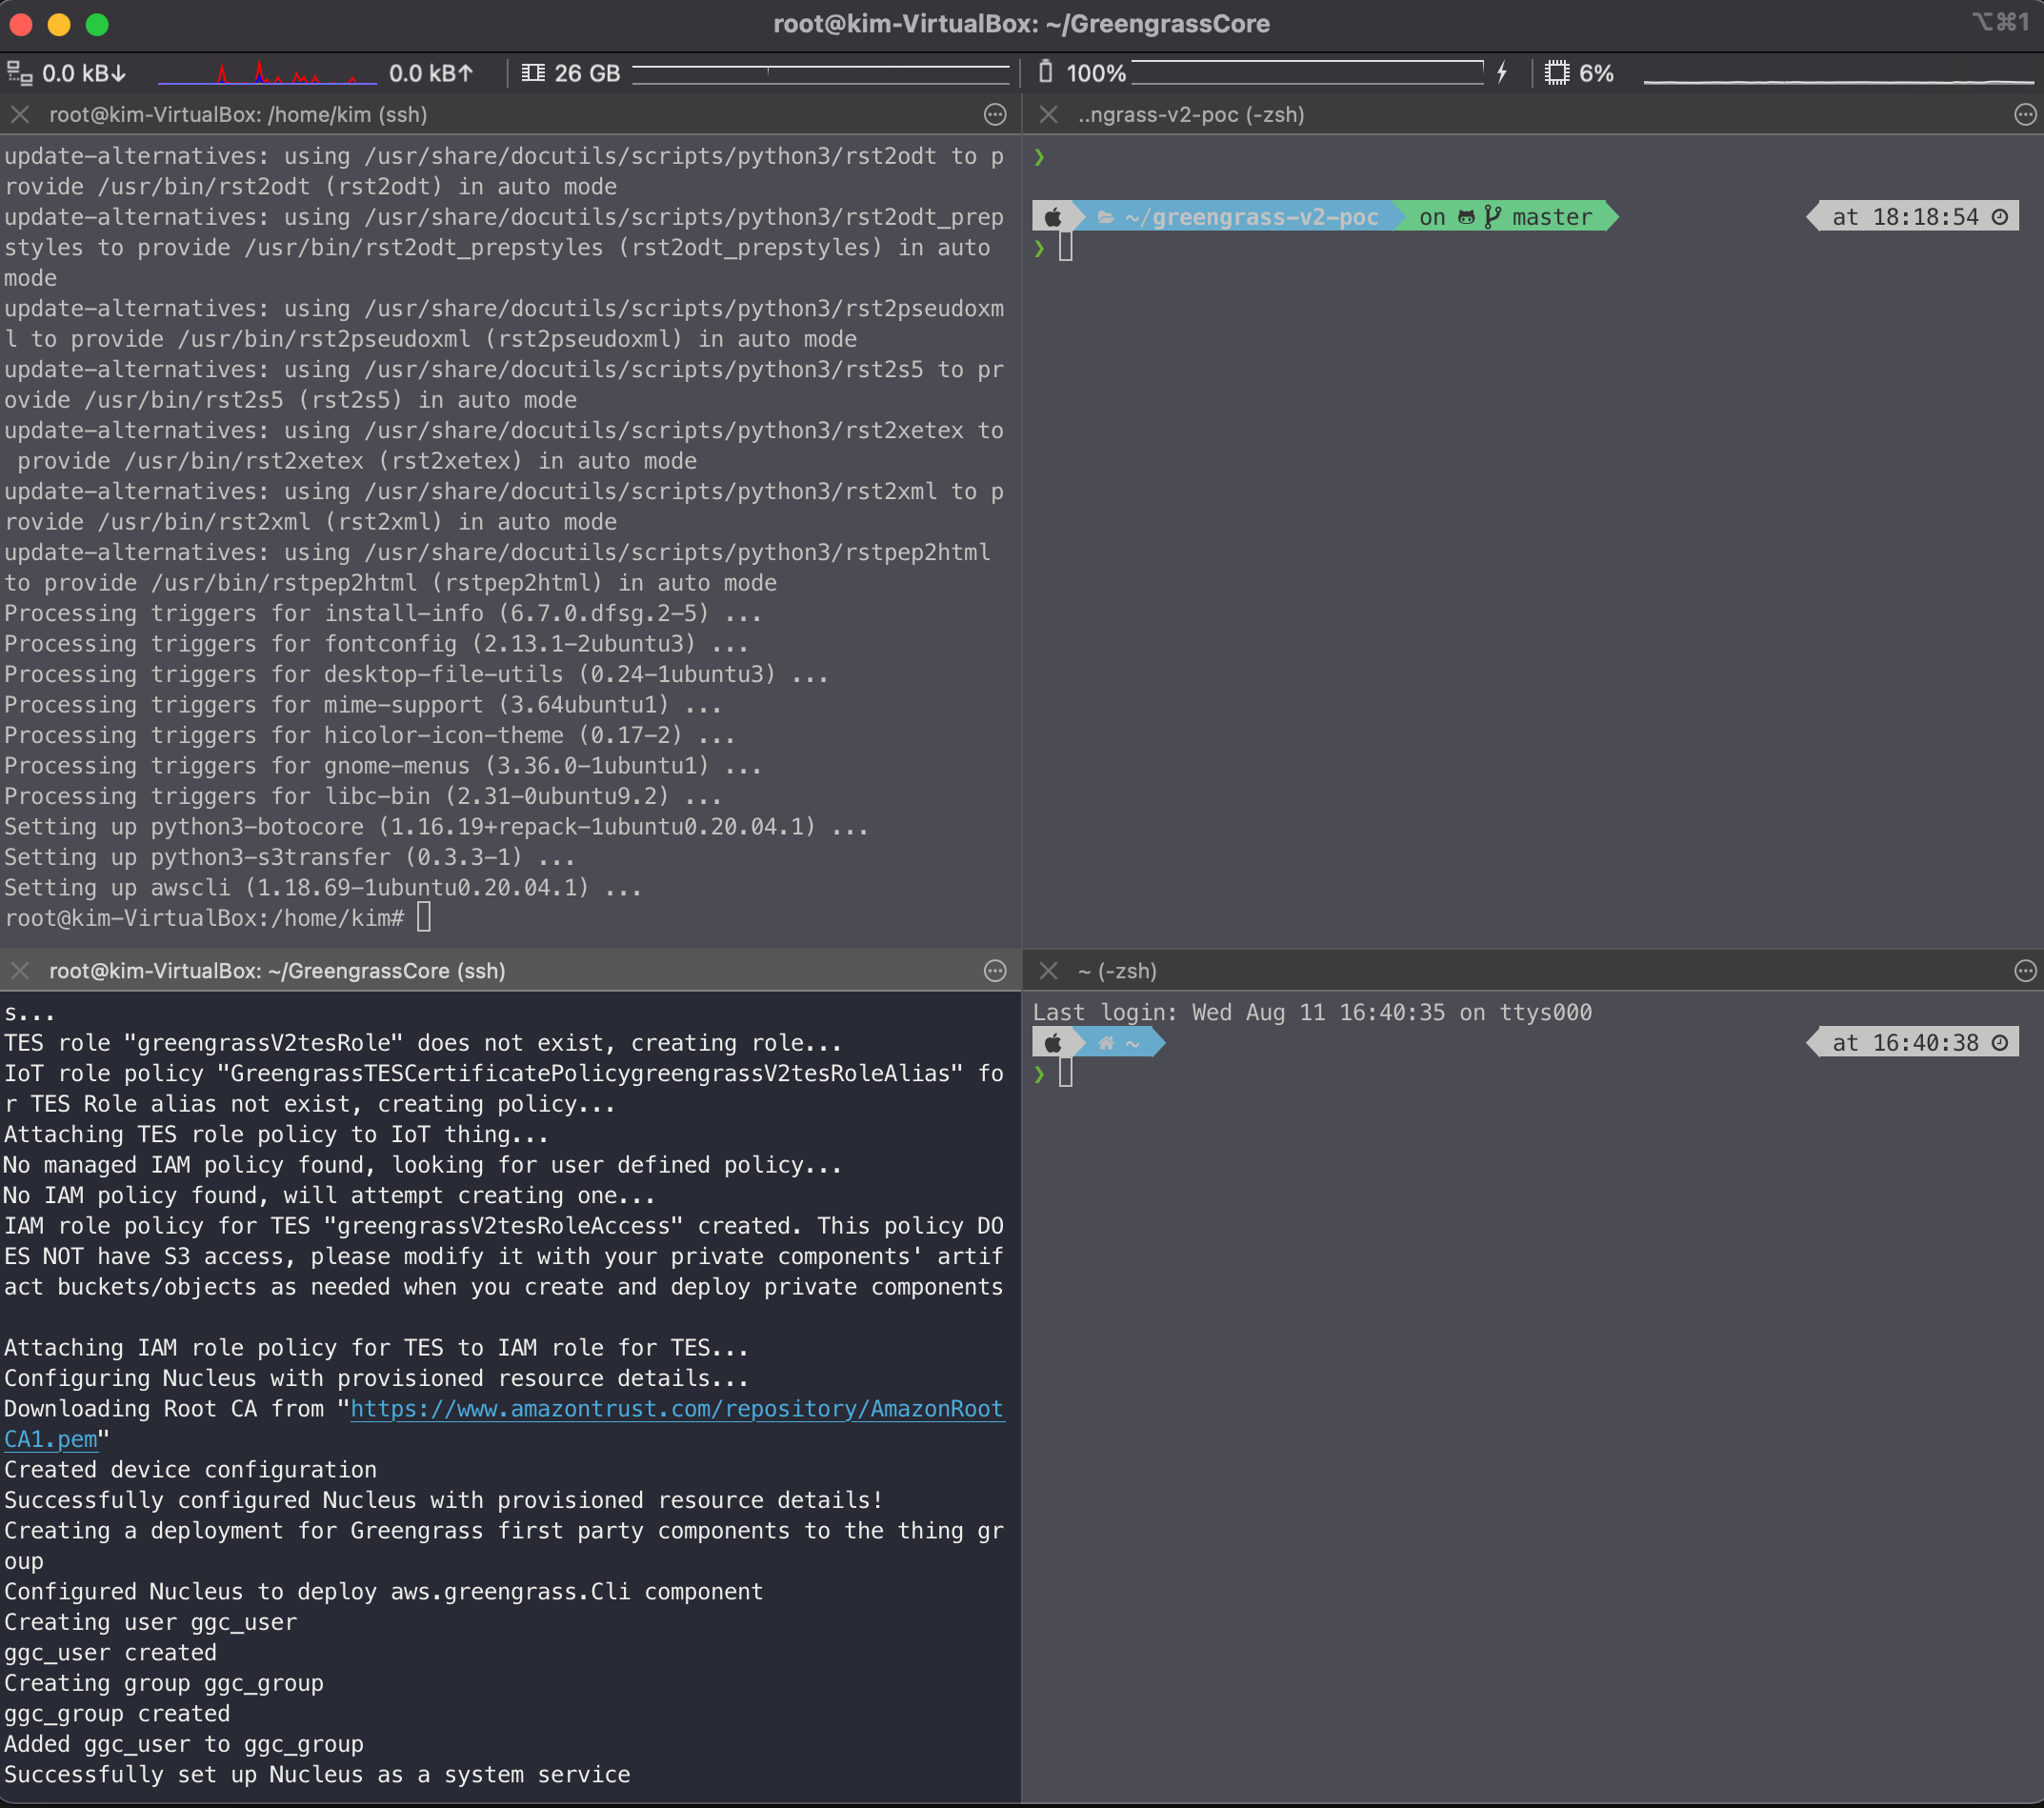 root@kim-VirtualBox: ~/GreengrassCore
⌥⌘1
0.0 kB↓ 0.0 kB↑ 26 GB 100% 6%
root@kim-VirtualBox: /home/kim (ssh)
update-alternatives: using /usr/share/docutils/scripts/python3/rst2odt to p
rovide /usr/bin/rst2odt (rst2odt) in auto mode
update-alternatives: using /usr/share/docutils/scripts/python3/rst2odt_prep
styles to provide /usr/bin/rst2odt_prepstyles (rst2odt_prepstyles) in auto
mode
update-alternatives: using /usr/share/docutils/scripts/python3/rst2pseudoxm
l to provide /usr/bin/rst2pseudoxml (rst2pseudoxml) in auto mode
update-alternatives: using /usr/share/docutils/scripts/python3/rst2s5 to pr
ovide /usr/bin/rst2s5 (rst2s5) in auto mode
update-alternatives: using /usr/share/docutils/scripts/python3/rst2xetex to
 provide /usr/bin/rst2xetex (rst2xetex) in auto mode
update-alternatives: using /usr/share/docutils/scripts/python3/rst2xml to p
rovide /usr/bin/rst2xml (rst2xml) in auto mode
update-alternatives: using /usr/share/docutils/scripts/python3/rstpep2html
to provide /usr/bin/rstpep2html (rstpep2html) in auto mode
Processing triggers for install-info (6.7.0.dfsg.2-5) ...
Processing triggers for fontconfig (2.13.1-2ubuntu3) ...
Processing triggers for desktop-file-utils (0.24-1ubuntu3) ...
Processing triggers for mime-support (3.64ubuntu1) ...
Processing triggers for hicolor-icon-theme (0.17-2) ...
Processing triggers for gnome-menus (3.36.0-1ubuntu1) ...
Processing triggers for libc-bin (2.31-0ubuntu9.2) ...
Setting up python3-botocore (1.16.19+repack-1ubuntu0.20.04.1) ...
Setting up python3-s3transfer (0.3.3-1) ...
Setting up awscli (1.18.69-1ubuntu0.20.04.1) ...
root@kim-VirtualBox:/home/kim#
..ngrass-v2-poc (-zsh)
❯
~/greengrass-v2-poc on master at 18:18:54
❯
root@kim-VirtualBox: ~/GreengrassCore (ssh)
s...
TES role "greengrassV2tesRole" does not exist, creating role...
IoT role policy "GreengrassTESCertificatePolicygreengrassV2tesRoleAlias" fo
r TES Role alias not exist, creating policy...
Attaching TES role policy to IoT thing...
No managed IAM policy found, looking for user defined policy...
No IAM policy found, will attempt creating one...
IAM role policy for TES "greengrassV2tesRoleAccess" created. This policy DO
ES NOT have S3 access, please modify it with your private components' artif
act buckets/objects as needed when you create and deploy private components
Attaching IAM role policy for TES to IAM role for TES...
Configuring Nucleus with provisioned resource details...
Downloading Root CA from "https://www.amazontrust.com/repository/AmazonRoot
CA1.pem"
Created device configuration
Successfully configured Nucleus with provisioned resource details!
Creating a deployment for Greengrass first party components to the thing gr
oup
Configured Nucleus to deploy aws.greengrass.Cli component
Creating user ggc_user
ggc_user created
Creating group ggc_group
ggc_group created
Added ggc_user to ggc_group
Successfully set up Nucleus as a system service
~ (-zsh)
Last login: Wed Aug 11 16:40:35 on ttys000
~ at 16:40:38
❯